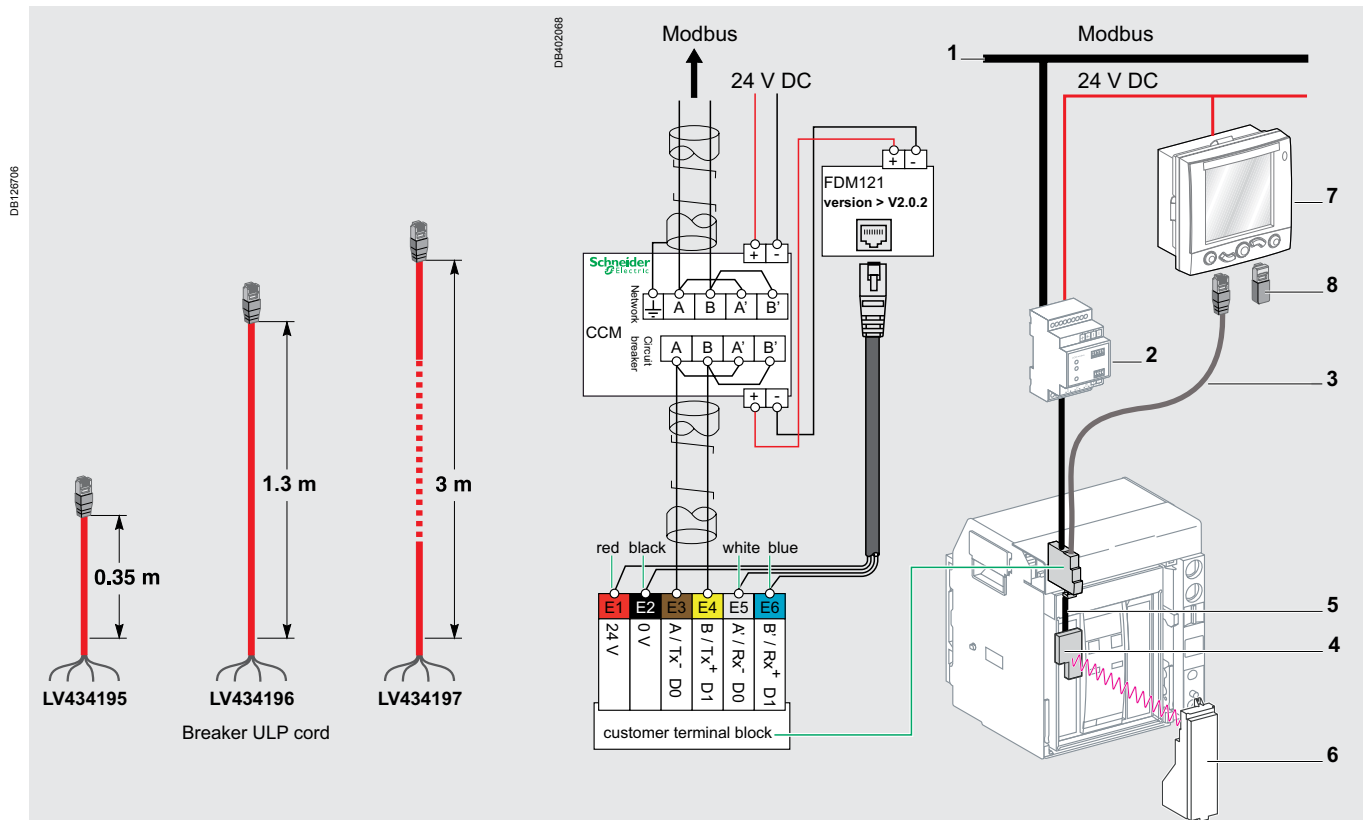 DB126706
0.35 m
LV434195
1.3 m
LV434196
3 m
LV434197
Breaker ULP cord
DB402068
Modbus
24 V DC
+ -
FDM121
version > V2.0.2
+ -
Schneider
Electric
CCM
Network
A B A' B'
Circuit
breaker
A B A' B'
+ -
red black white blue
E1 E2 E3 E4 E5 E6
24 V
0 V
A / Tx- D0
B / Tx+ D1
A' / Rx- D0
B' / Rx+ D1
customer terminal block
Modbus
1
24 V DC
7
8
2
3
5
4
6